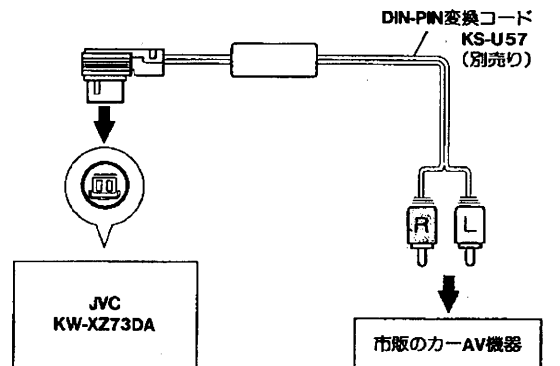 DIN-PIN変換コード
KS-U57
(別売り)
R
L
JVC
KW-XZ73DA
市販のカーAV機器